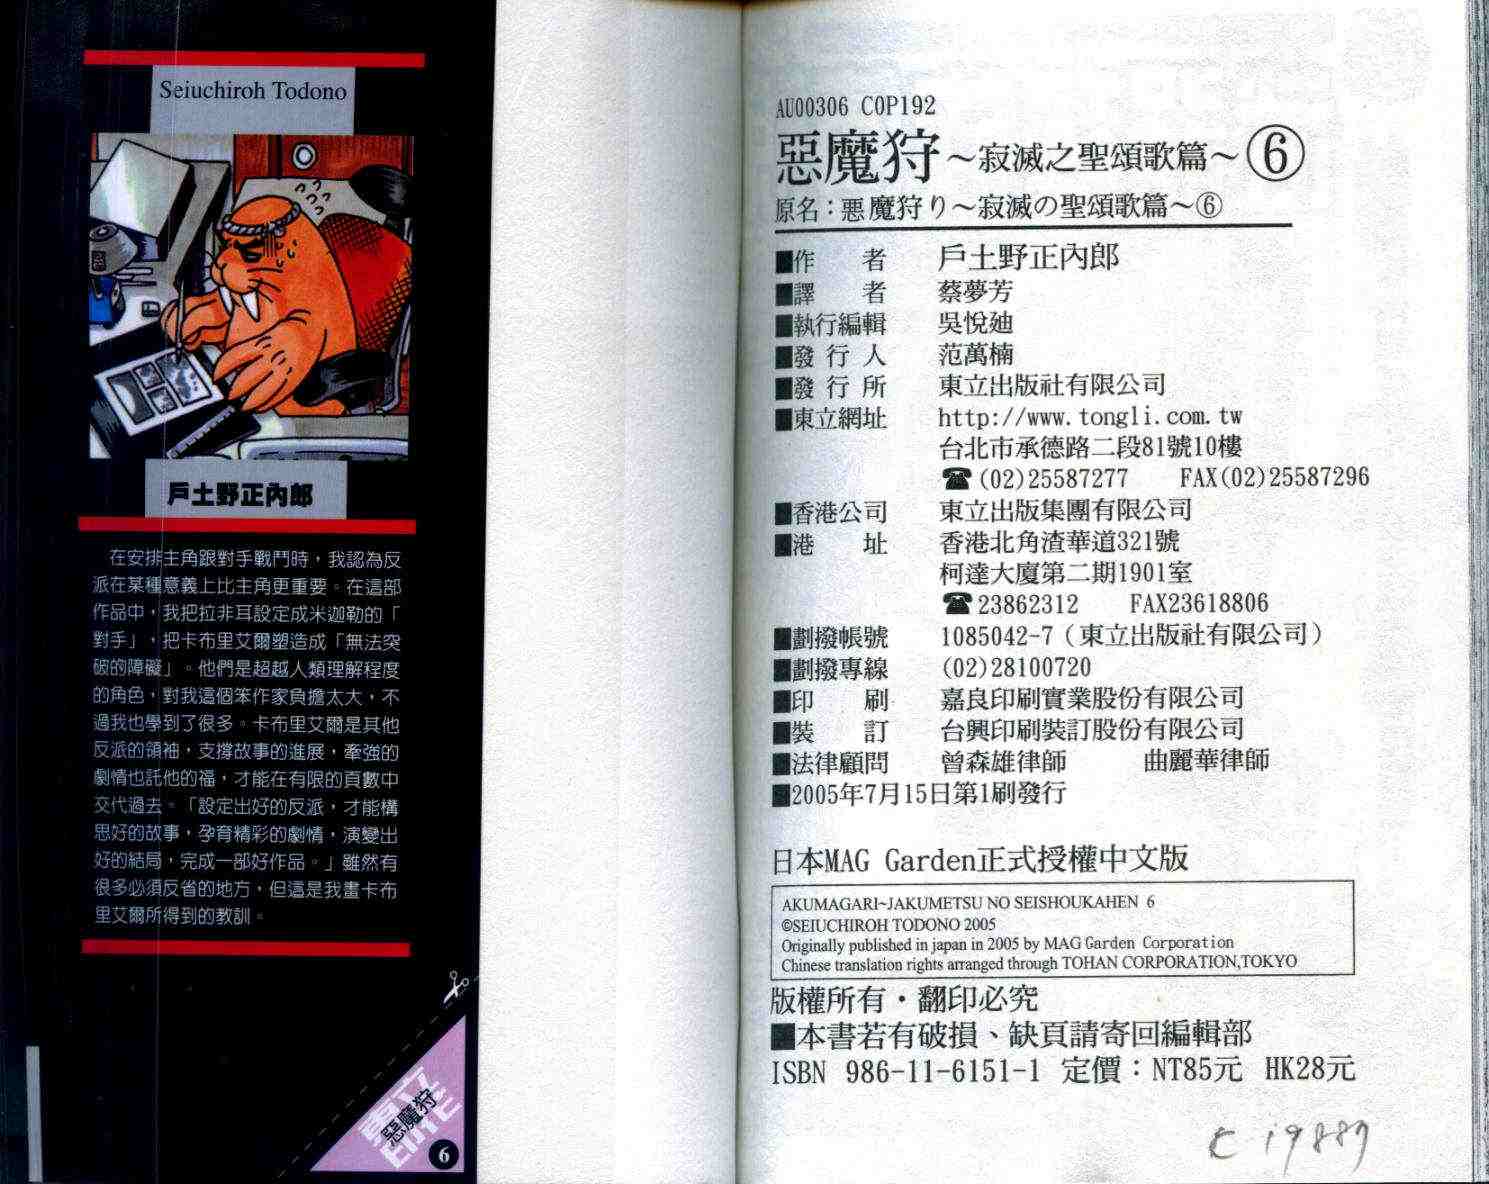 Seiuchiroh Todono
戶土野正內郎
在安排主角跟對手戰鬥時，我認為反
派在某種意義上比主角更重要。在這部
作品中，我把拉非耳設定成米迦勒的「
對手」，把卡布里艾爾塑造成「無法突
破的障礙」。他們是超越人類理解程度
的角色，對我這個笨作家負擔太大，不
過我也學到了很多。卡布里艾爾是其他
反派的領袖，支撐故事的進展，牽強的
劇情也託他的福，才能在有限的頁數中
交代過去。「設定出好的反派，才能構
思好的故事，孕育精彩的劇情，演變出
好的結局，完成一部好作品。」雖然有
很多必須反省的地方，但這是我畫卡布
里艾爾所得到的教訓。
東立
印花
惡魔狩
6
AU00306 C0P192
惡魔狩～寂滅之聖頌歌篇～⑥
原名：悪魔狩り～寂滅の聖頌歌篇～⑥
■作　者　戶土野正內郎
■譯　者　蔡夢芳
■執行編輯　吳悅廸
■發行人　范萬楠
■發行所　東立出版社有限公司
■東立網址　http://www.tongli.com.tw
台北市承德路二段81號10樓
☎(02)25587277　FAX(02)25587296
■香港公司　東立出版集團有限公司
■港　址　香港北角渣華道321號
柯達大廈第二期1901室
☎23862312　FAX23618806
■劃撥帳號　1085042-7（東立出版社有限公司）
■劃撥專線　(02)28100720
■印　刷　嘉良印刷實業股份有限公司
■裝　訂　台興印刷裝訂股份有限公司
■法律顧問　曾森雄律師　曲麗華律師
■2005年7月15日第1刷發行
日本MAG Garden正式授權中文版
AKUMAGARI~JAKUMETSU NO SEISHOUKAHEN 6
©SEIUCHIROH TODONO 2005
Originally published in japan in 2005 by MAG Garden Corporation
Chinese translation rights arranged through TOHAN CORPORATION,TOKYO
版權所有・翻印必究
■本書若有破損、缺頁請寄回編輯部
ISBN 986-11-6151-1 定價：NT85元 HK28元